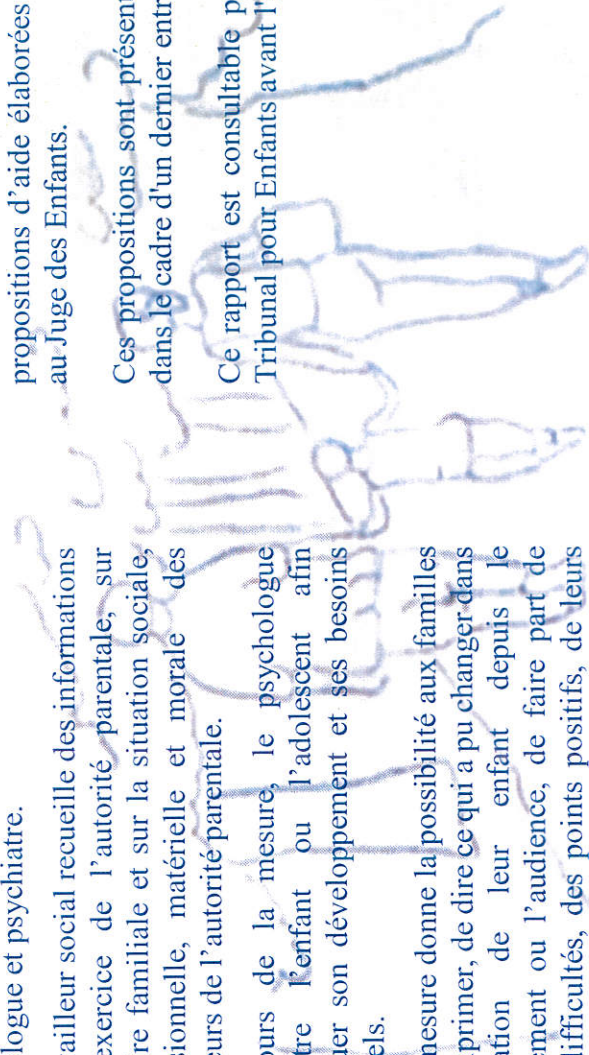 logue et psychiatre.
ailleur social recueille des informations
exercice de l'autorité parentale, sur
re familiale et sur la situation sociale,
sionnelle, matérielle et morale des
eurs de l'autorité parentale.
ours de la mesure, le psychologue
tre l'enfant ou l'adolescent afin
uer son développement et ses besoins
els.
mesure donne la possibilité aux familles
primer, de dire ce qui a pu changer dans
ation de leur enfant depuis le
ment ou l'audience, de faire part de
difficultés, des points positifs, de leurs
propositions d'aide élaborées
au Juge des Enfants.
Ces propositions sont présen
dans le cadre d'un dernier entr
Ce rapport est consultable p
Tribunal pour Enfants avant l'